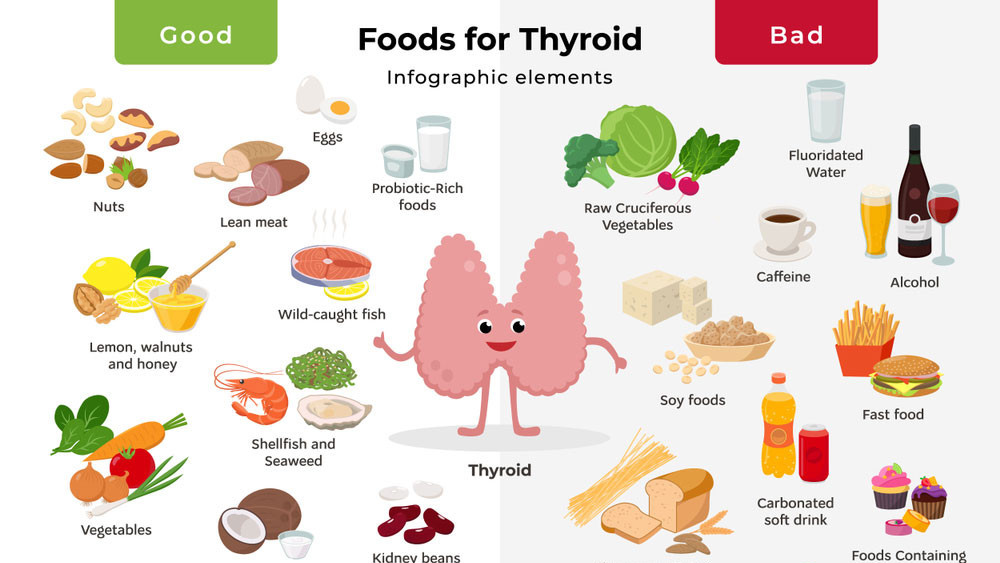 Good
Foods for Thyroid
Infographic elements
Bad
Nuts
Lean meat
Eggs
Probiotic-Rich
foods
Lemon, walnuts
and honey
Wild-caught fish
Shellfish and
Seaweed
Vegetables
Kidney beans
Thyroid
Raw Cruciferous
Vegetables
Fluoridated
Water
Caffeine
Alcohol
Soy foods
Fast food
Carbonated
soft drink
Foods Containing